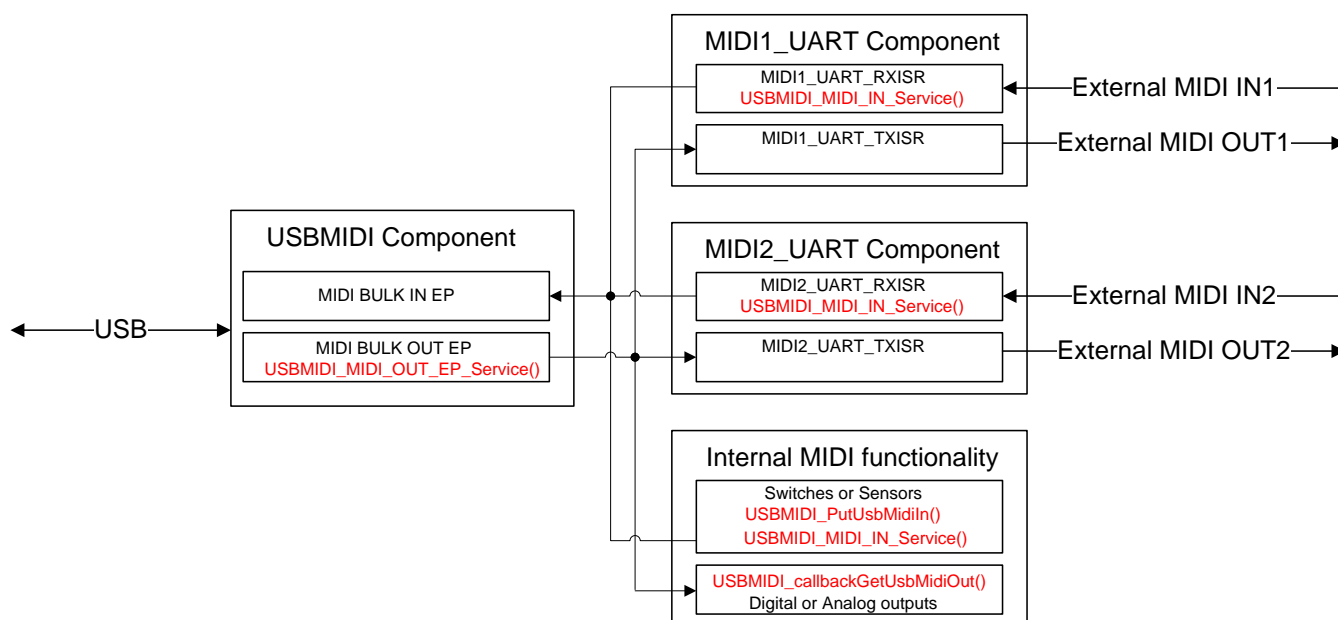 MIDI1_UART Component
MIDI1_UART_RXISR
USBMIDI_MIDI_IN_Service()
External MIDI IN1
MIDI1_UART_TXISR
External MIDI OUT1
USBMIDI Component
MIDI BULK IN EP
USB
MIDI BULK OUT EP
USBMIDI_MIDI_OUT_EP_Service()
MIDI2_UART Component
MIDI2_UART_RXISR
USBMIDI_MIDI_IN_Service()
External MIDI IN2
MIDI2_UART_TXISR
External MIDI OUT2
Internal MIDI functionality
Switches or Sensors
USBMIDI_PutUsbMidiIn()
USBMIDI_MIDI_IN_Service()
USBMIDI_callbackGetUsbMidiOut()
Digital or Analog outputs